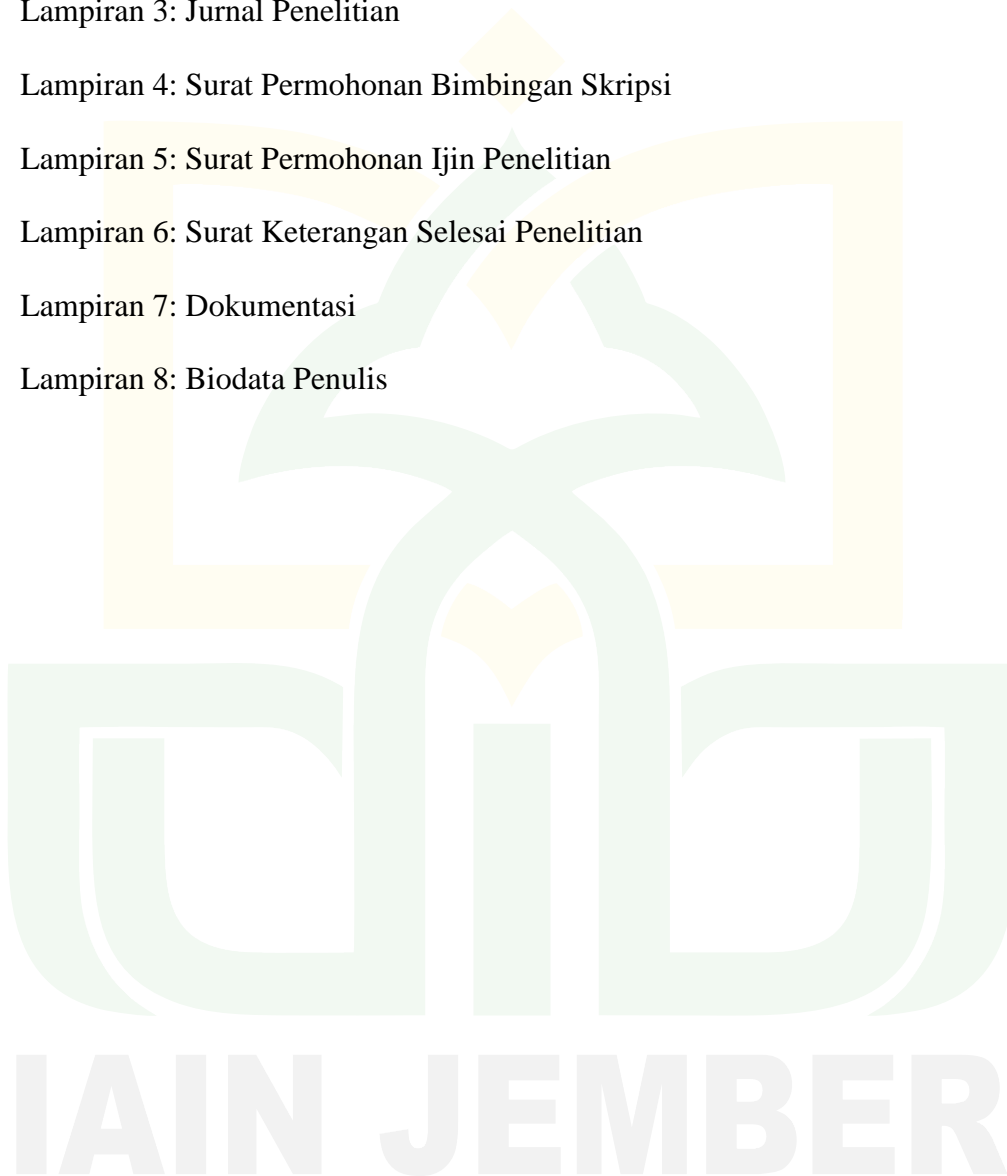 Lampiran 3: Jurnal Penelitian
Lampiran 4: Surat Permohonan Bimbingan Skripsi
Lampiran 5: Surat Permohonan Ijin Penelitian
Lampiran 6: Surat Keterangan Selesai Penelitian
Lampiran 7: Dokumentasi
Lampiran 8: Biodata Penulis
IAIN JEMBER